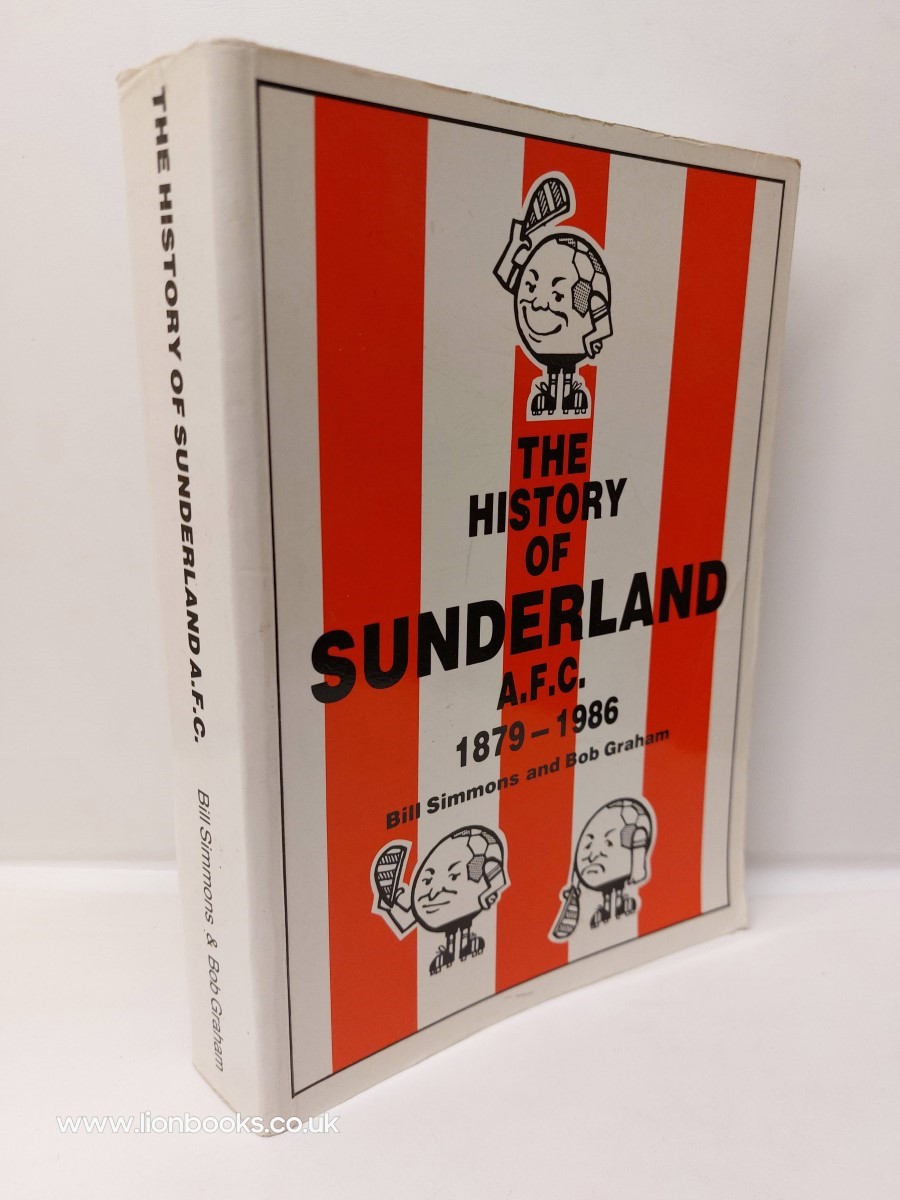 THE HISTORY OF SUNDERLAND A.F.C. Bill Simmons & Bob Graham
THE
HISTORY
OF
SUNDERLAND
A.F.C.
1879–1986
Bill Simmons and Bob Graham
www.lionbooks.co.uk